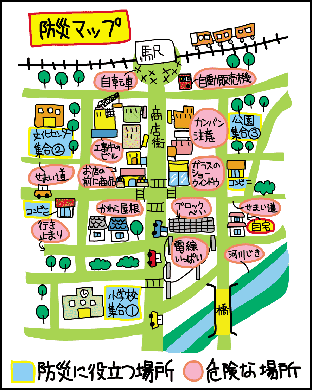 防災マップ
駅
自転車
自動販売機
商店街
文化センター
集合②
工事中の
ビル
カンバン
注意
公園
集合③
せまい道
お店の
前に商品
ガラスの
ショー
ウインドウ
コンビニ
コンビニ
かわら屋根
ブロック
べい
せまい道
自宅
行き
止まり
電線
いっぱい
河川じき
小学校
集合①
橋
防災に役立つ場所
危険な場所